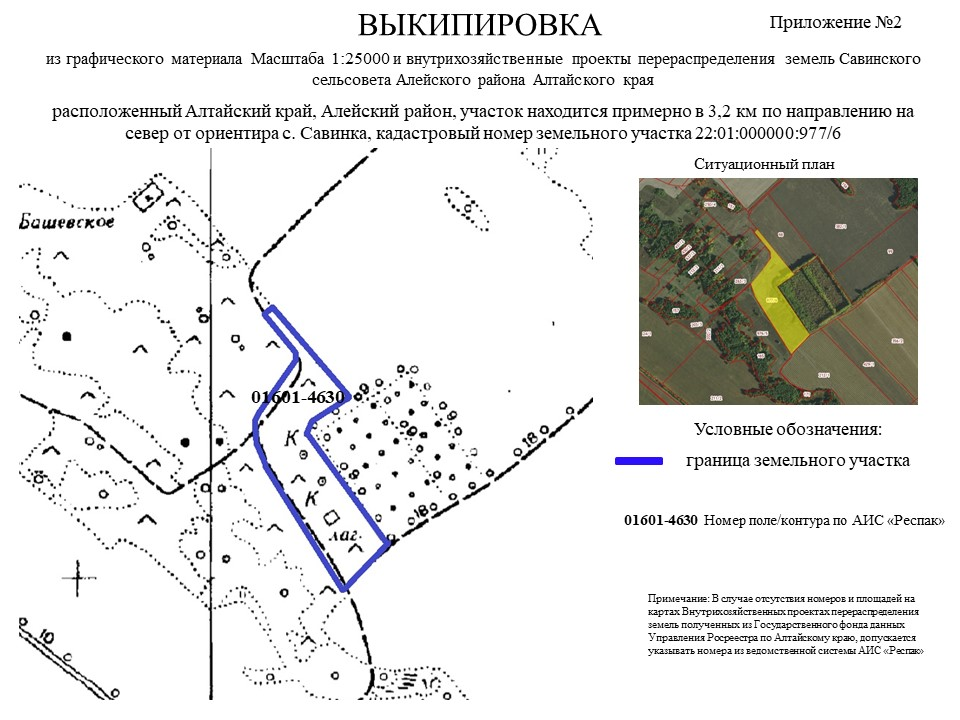 ВЫКИПИРОВКА
Приложение №2
из графического материала Масштаба 1:25000 и внутрихозяйственные проекты перераспределения земель Савинского
сельсовета Алейского района Алтайского края
расположенный Алтайский край, Алейский район, участок находится примерно в 3,2 км по направлению на
север от ориентира с. Савинка, кадастровый номер земельного участка 22:01:000000:977/6
Ситуационный план
Башевское
01601-4630
К
К
лаг.
18
18
10
Условные обозначения:
граница земельного участка
01601-4630 Номер поле/контура по АИС «Респак»
Примечание: В случае отсутствия номеров и площадей на
картах Внутрихозяйственных проектах перераспределения
земель полученных из Государственного фонда данных
Управления Росреестра по Алтайскому краю, допускается
указывать номера из ведомственной системы АИС «Респак»